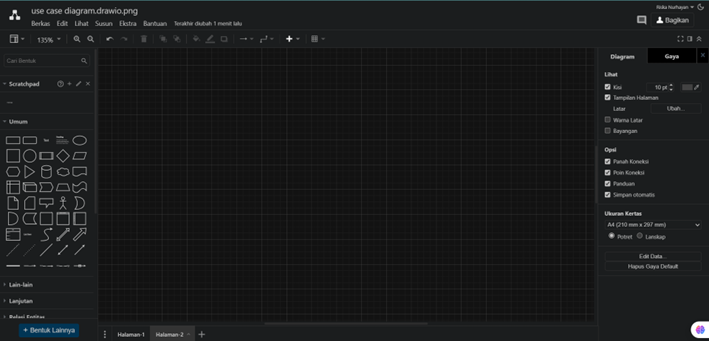 use case diagram.drawio.png
Berkas Edit Lihat Susun Ekstra Bantuan Terakhir diubah 1 menit lalu
Riska Nurhayan
Bagikan
135%
Cari Bentuk
Scratchpad
Umum
Text
Lain-lain
Lanjutan
Relasi Entitas
+ Bentuk Lainnya
Halaman-1
Halaman-2
Diagram
Gaya
Lihat
Kisi
10 pt
Tampilan Halaman
Latar
Ubah...
Warna Latar
Bayangan
Opsi
Panah Koneksi
Poin Koneksi
Panduan
Simpan otomatis
Ukuran Kertas
A4 (210 mm x 297 mm)
Potret
Lanskap
Edit Data...
Hapus Gaya Default